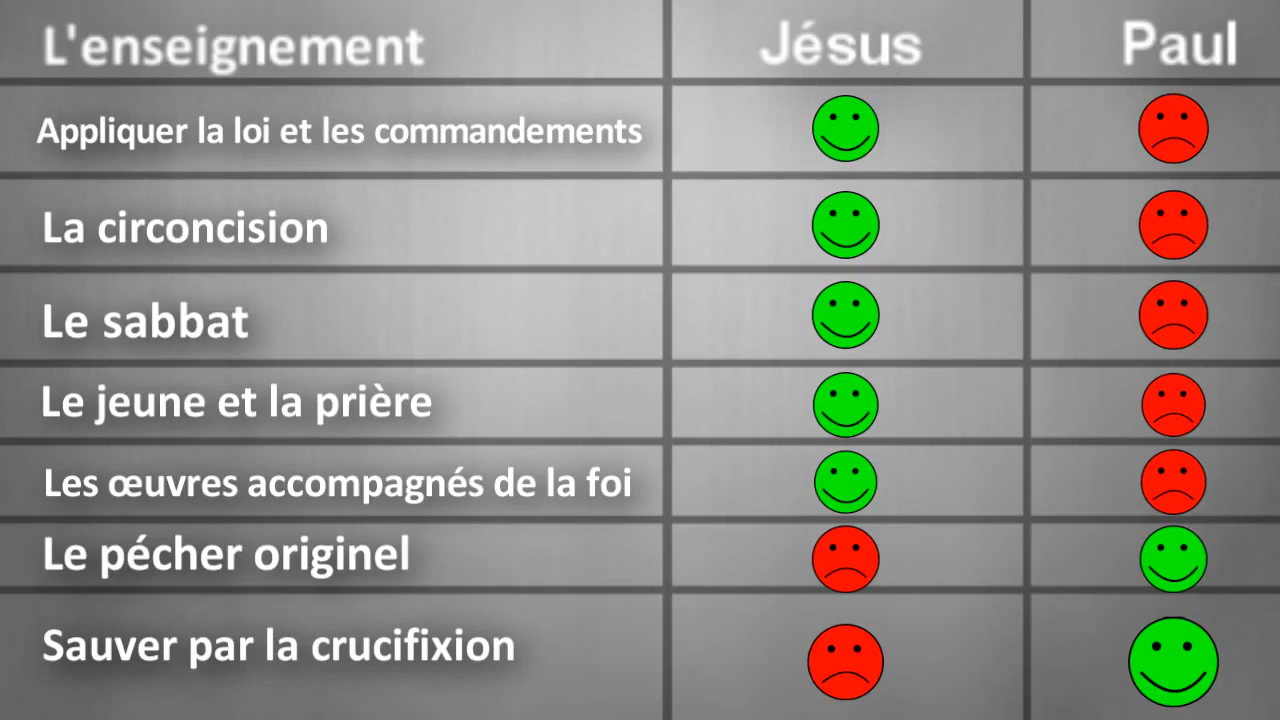 L'enseignement Jésus Paul
Appliquer la loi et les commandements
La circoncision
Le sabbat
Le jeune et la prière
Les œuvres accompagnés de la foi
Le pécher originel
Sauver par la crucifixion